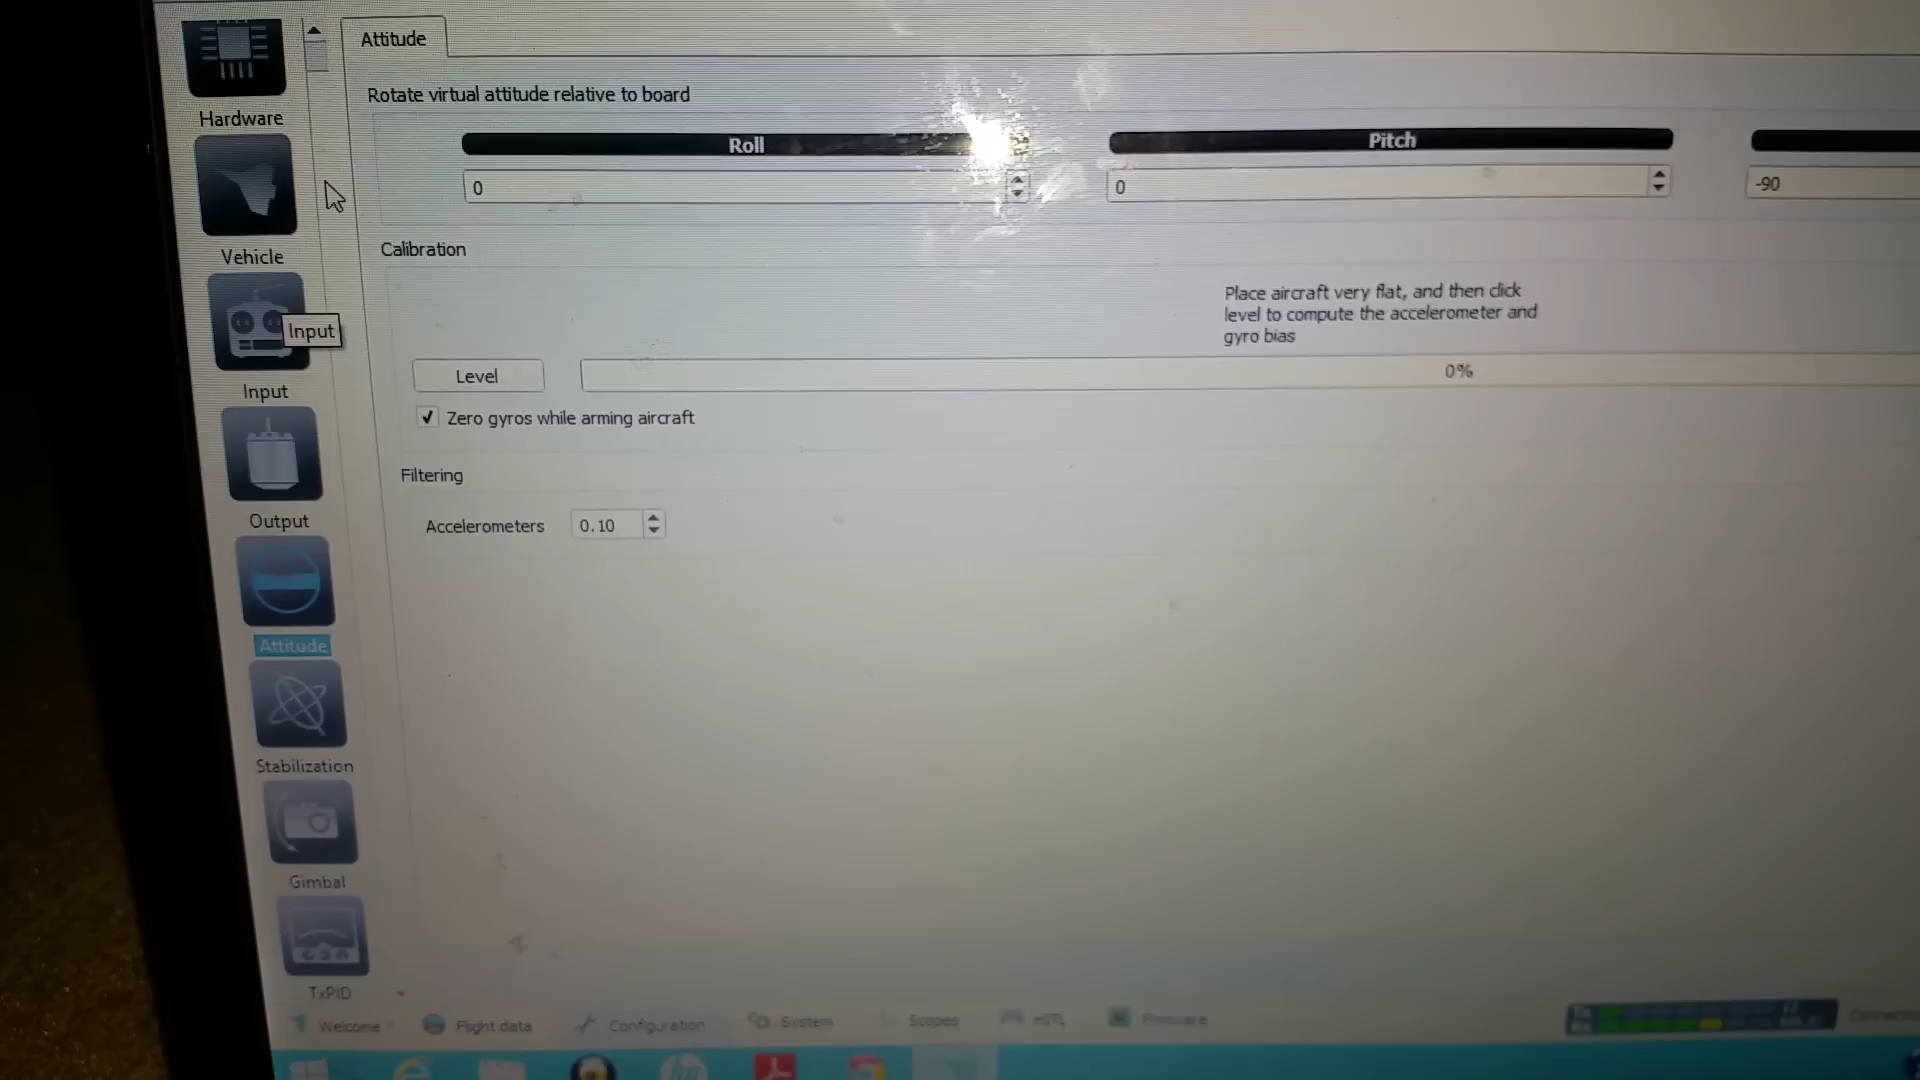 Attitude
Rotate virtual attitude relative to board
Roll
Pitch
0
0
-90
Calibration
Place aircraft very flat, and then click
level to compute the accelerometer and
gyro bias
Level
0%
Zero gyros while arming aircraft
Filtering
Accelerometers
0.10
Hardware
Vehicle
Input
Input
Output
Attitude
Stabilization
Gimbal
TxPID
Welcome
Flight data
Configuration
System
Scopes
HITL
Firmware